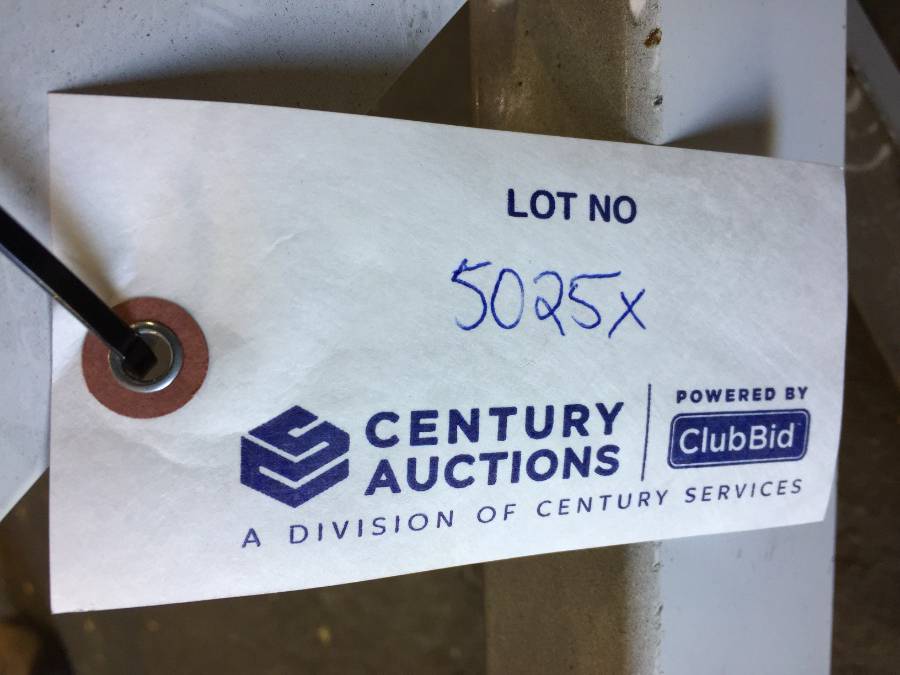 LOT NO
5025x
CENTURY
AUCTIONS
POWERED BY
ClubBid
A DIVISION OF CENTURY SERVICES